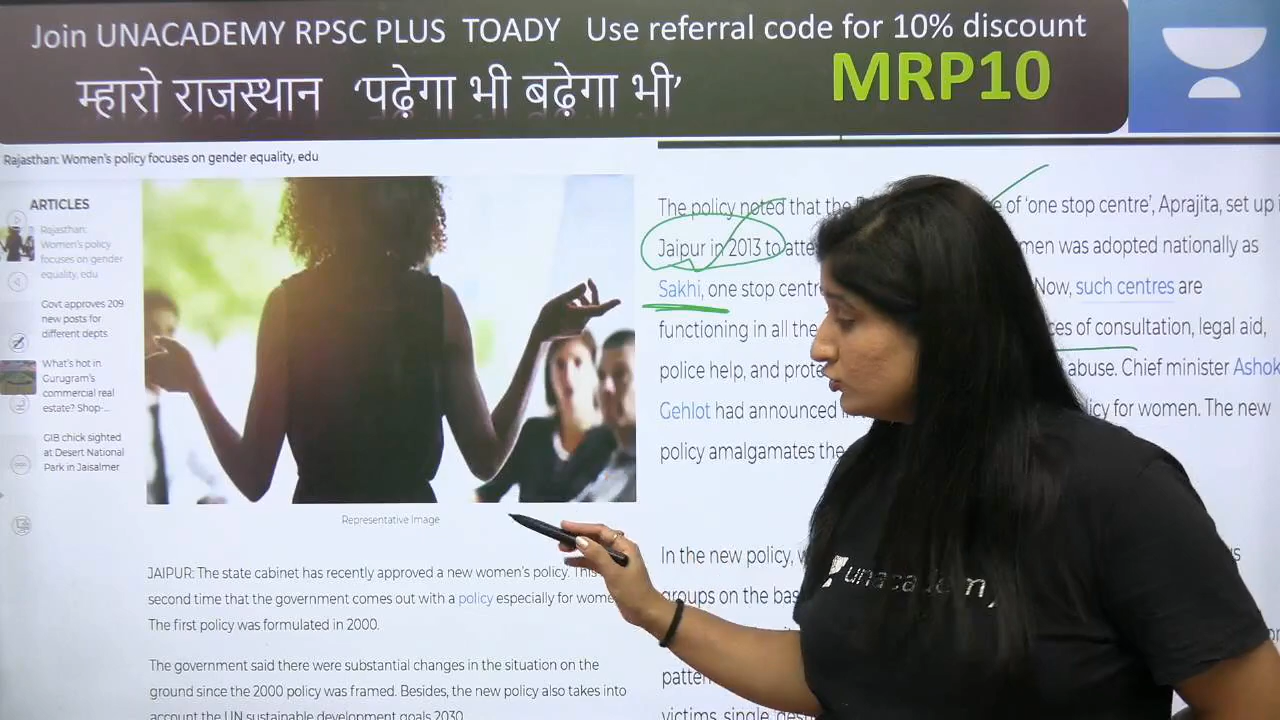 Join UNACADEMY RPSC PLUS TOADY Use referral code for 10% discount
म्हारो राजस्थान 'पढ़ेगा भी बढ़ेगा भी'
MRP10
Rajasthan: Women's policy focuses on gender equality, edu
ARTICLES
Rajasthan:
Women's policy
focuses on gender
equality, edu
Govt approves 209
new posts for
different depts
What's hot in
Gurugram's
commercial real
estate? Shop-...
GIB chick sighted
at Desert National
Park in Jaisalmer
Representative Image
JAIPUR: The state cabinet has recently approved a new women's policy. This
second time that the government comes out with a policy especially for
The first policy was formulated in 2000.
The government said there were substantial changes in the situation on the
ground since the 2000 policy was framed. Besides, the new policy also takes into
account the UN sustainable development goals 2030.
The policy noted that the of 'one stop centre', Aprajita, set up
Jaipur in 2013 to was adopted nationally as
Sakhi, one stop Now, such centres are
functioning in all the of consultation, legal aid,
police help, and abuse. Chief minister Ashok
Gehlot had announced for women. The new
policy amalgamates the
In the new policy,
groups on the
victims, single,
unacademy